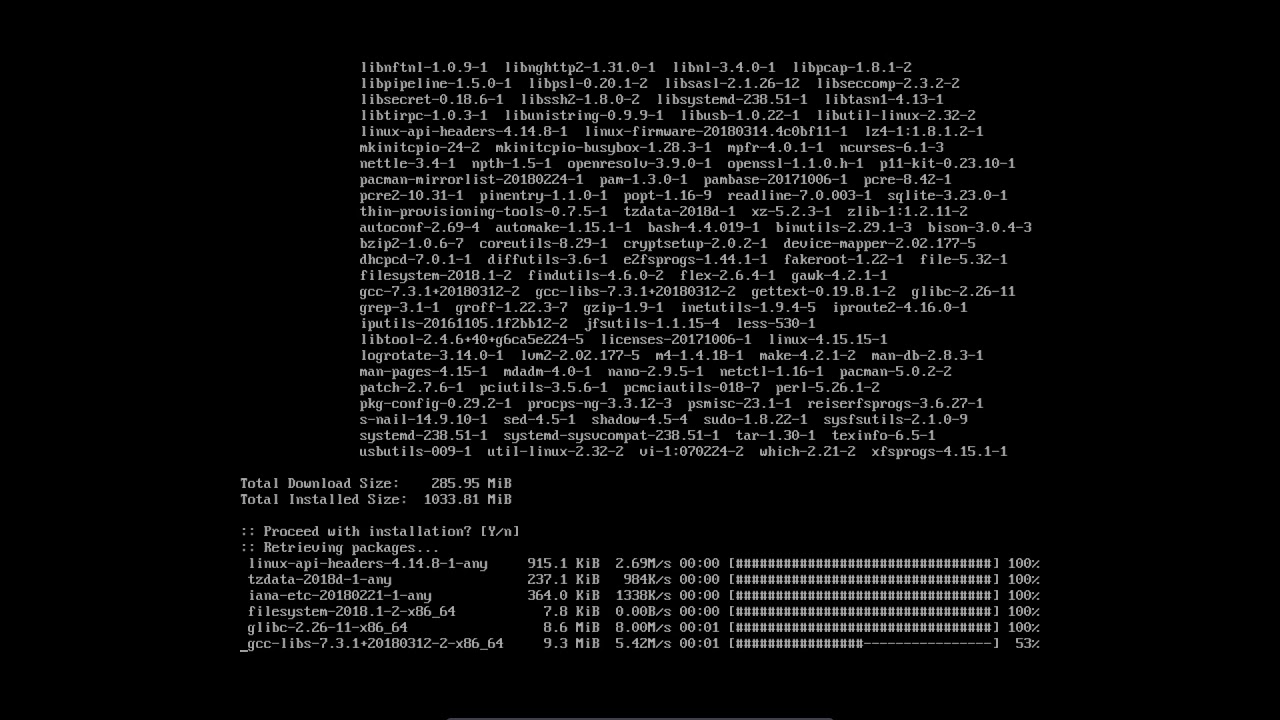 libnftnl-1.0.9-1 libnghttp2-1.31.0-1 libnl-3.4.0-1 libpcap-1.8.1-2
libpipeline-1.5.0-1 libpsl-0.20.1-2 libsasl-2.1.26-12 libseccomp-2.3.2-2
libsecret-0.18.6-1 libssh2-1.8.0-2 libsystemd-238.51-1 libtasn1-4.13-1
libtirpc-1.0.3-1 libunistring-0.9.9-1 libusb-1.0.22-1 libutil-linux-2.32-2
linux-api-headers-4.14.8-1 linux-firmware-20180314.4c0bf11-1 lz4-1:1.8.1.2-1
mkinitcpio-24-2 mkinitcpio-busybox-1.28.3-1 mpfr-4.0.1-1 ncurses-6.1-3
nettle-3.4-1 npth-1.5-1 openresolv-3.9.0-1 openssl-1.1.0.h-1 p11-kit-0.23.10-1
pacman-mirrorlist-20180224-1 pam-1.3.0-1 pambase-20171006-1 pcre-8.42-1
pcre2-10.31-1 pinentry-1.1.0-1 popt-1.16-9 readline-7.0.003-1 sqlite-3.23.0-1
thin-provisioning-tools-0.7.5-1 tzdata-2018d-1 xz-5.2.3-1 zlib-1:1.2.11-2
autoconf-2.69-4 automake-1.15.1-1 bash-4.4.019-1 binutils-2.29.1-3 bison-3.0.4-3
bzip2-1.0.6-7 coreutils-8.29-1 cryptsetup-2.0.2-1 device-mapper-2.02.177-5
dhcpcd-7.0.1-1 diffutils-3.6-1 e2fsprogs-1.44.1-1 fakeroot-1.22-1 file-5.32-1
filesystem-2018.1-2 findutils-4.6.0-2 flex-2.6.4-1 gawk-4.2.1-1
gcc-7.3.1+20180312-2 gcc-libs-7.3.1+20180312-2 gettext-0.19.8.1-2 glibc-2.26-11
grep-3.1-1 groff-1.22.3-7 gzip-1.9-1 inetutils-1.9.4-5 iproute2-4.16.0-1
iputils-20161105.1f2bb12-2 jfsutils-1.1.15-4 less-530-1
libtool-2.4.6+40+g6ca5e224-5 licenses-20171006-1 linux-4.15.15-1
logrotate-3.14.0-1 lvm2-2.02.177-5 m4-1.4.18-1 make-4.2.1-2 man-db-2.8.3-1
man-pages-4.15-1 mdadm-4.0-1 nano-2.9.5-1 netctl-1.16-1 pacman-5.0.2-2
patch-2.7.6-1 pciutils-3.5.6-1 pcmciautils-018-7 perl-5.26.1-2
pkg-config-0.29.2-1 procps-ng-3.3.12-3 psmisc-23.1-1 reiserfsprogs-3.6.27-1
s-nail-14.9.10-1 sed-4.5-1 shadow-4.5-4 sudo-1.8.22-1 sysfsutils-2.1.0-9
systemd-238.51-1 systemd-sysvcompat-238.51-1 tar-1.30-1 texinfo-6.5-1
usbutils-009-1 util-linux-2.32-2 vi-1:070224-2 which-2.21-2 xfsprogs-4.15.1-1
Total Download Size: 285.95 MiB
Total Installed Size: 1033.81 MiB
:: Proceed with installation? [Y/n]
:: Retrieving packages...
linux-api-headers-4.14.8-1-any 915.1 KiB 2.69M/s 00:00 [################################] 100%
tzdata-2018d-1-any 237.1 KiB 984K/s 00:00 [################################] 100%
iana-etc-20180221-1-any 364.0 KiB 1338K/s 00:00 [################################] 100%
filesystem-2018.1-2-x86_64 7.8 KiB 0.00B/s 00:00 [################################] 100%
glibc-2.26-11-x86_64 8.6 MiB 8.00M/s 00:01 [################################] 100%
_gcc-libs-7.3.1+20180312-2-x86_64 9.3 MiB 5.42M/s 00:01 [################----------------] 53%